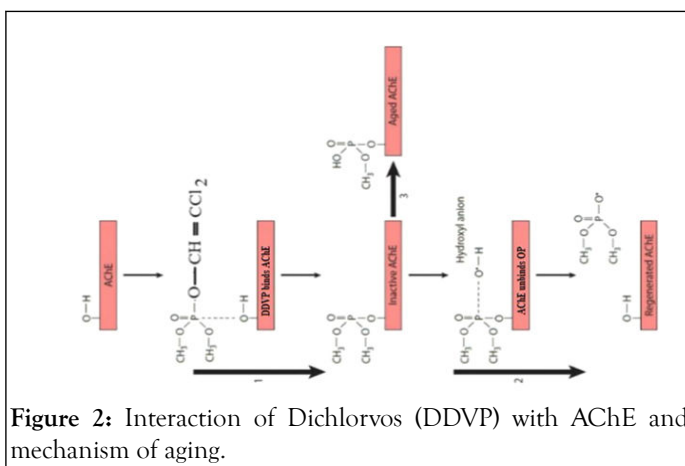 O—H
AChE
CH₃—O
O
P—O—CH=CCl₂
CH₃—O
O—H
DDVP binds AChE
1
CH₃—O
O
P—O
CH₃—O
Inactive AChE
3
O
HO
P—O
CH₃—O
Aged AChE
Hydroxyl anion
CH₃—O
O
P
O⁻—H
CH₃—O
O
AChE unbinds OP
2
O—H
Regenerated AChE
CH₃—O
O
P—O⁻
CH₃—O
Figure 2: Interaction of Dichlorvos (DDVP) with AChE and
mechanism of aging.